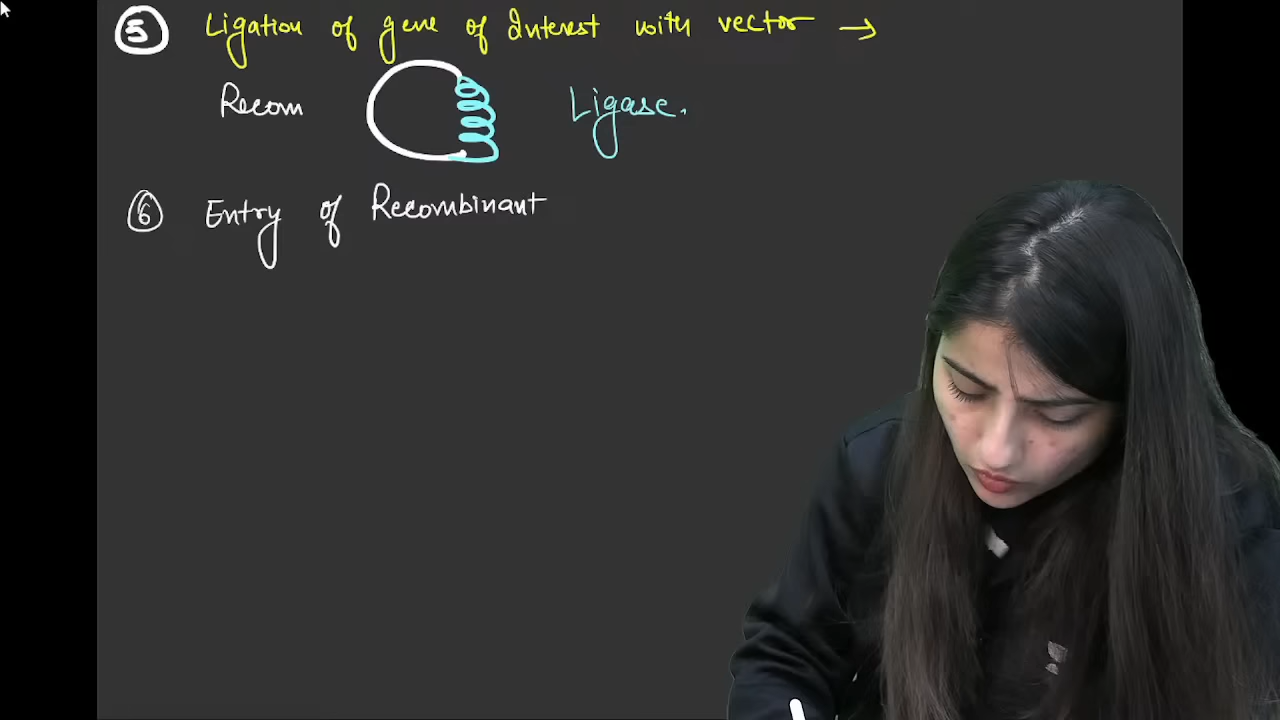 5 Ligation of gene of Interest with vector →
Recom Ligase.
6 Entry of Recombinant